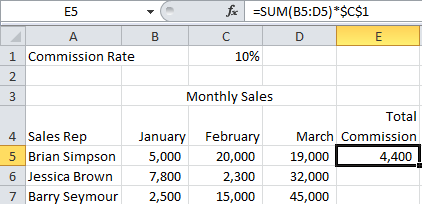 E5 fx =SUM(B5:D5)*$C$1
A B C D E
1 Commission Rate 10%
2
3 Monthly Sales
Total
4 Sales Rep January February March Commission
5 Brian Simpson 5,000 20,000 19,000 4,400
6 Jessica Brown 7,800 2,300 32,000
7 Barry Seymour 2,500 15,000 45,000